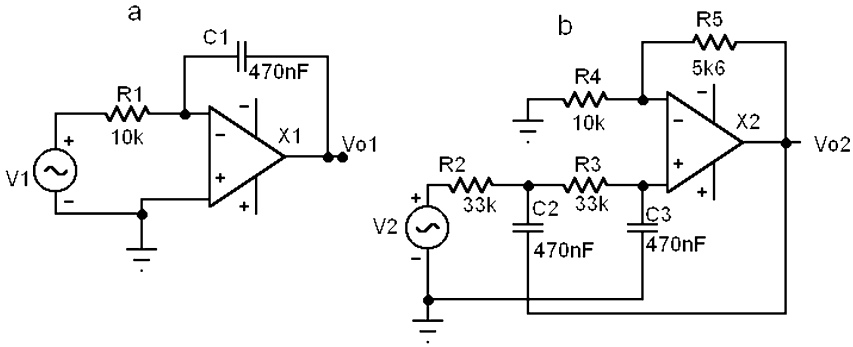 a
C1
470nF
R1
10k
−
X1
−
+
+
V1
+
−
Vo1
b
R5
5k6
R4
10k
−
X2
−
+
+
Vo2
R2
33k
R3
33k
C2
470nF
C3
470nF
V2
+
−